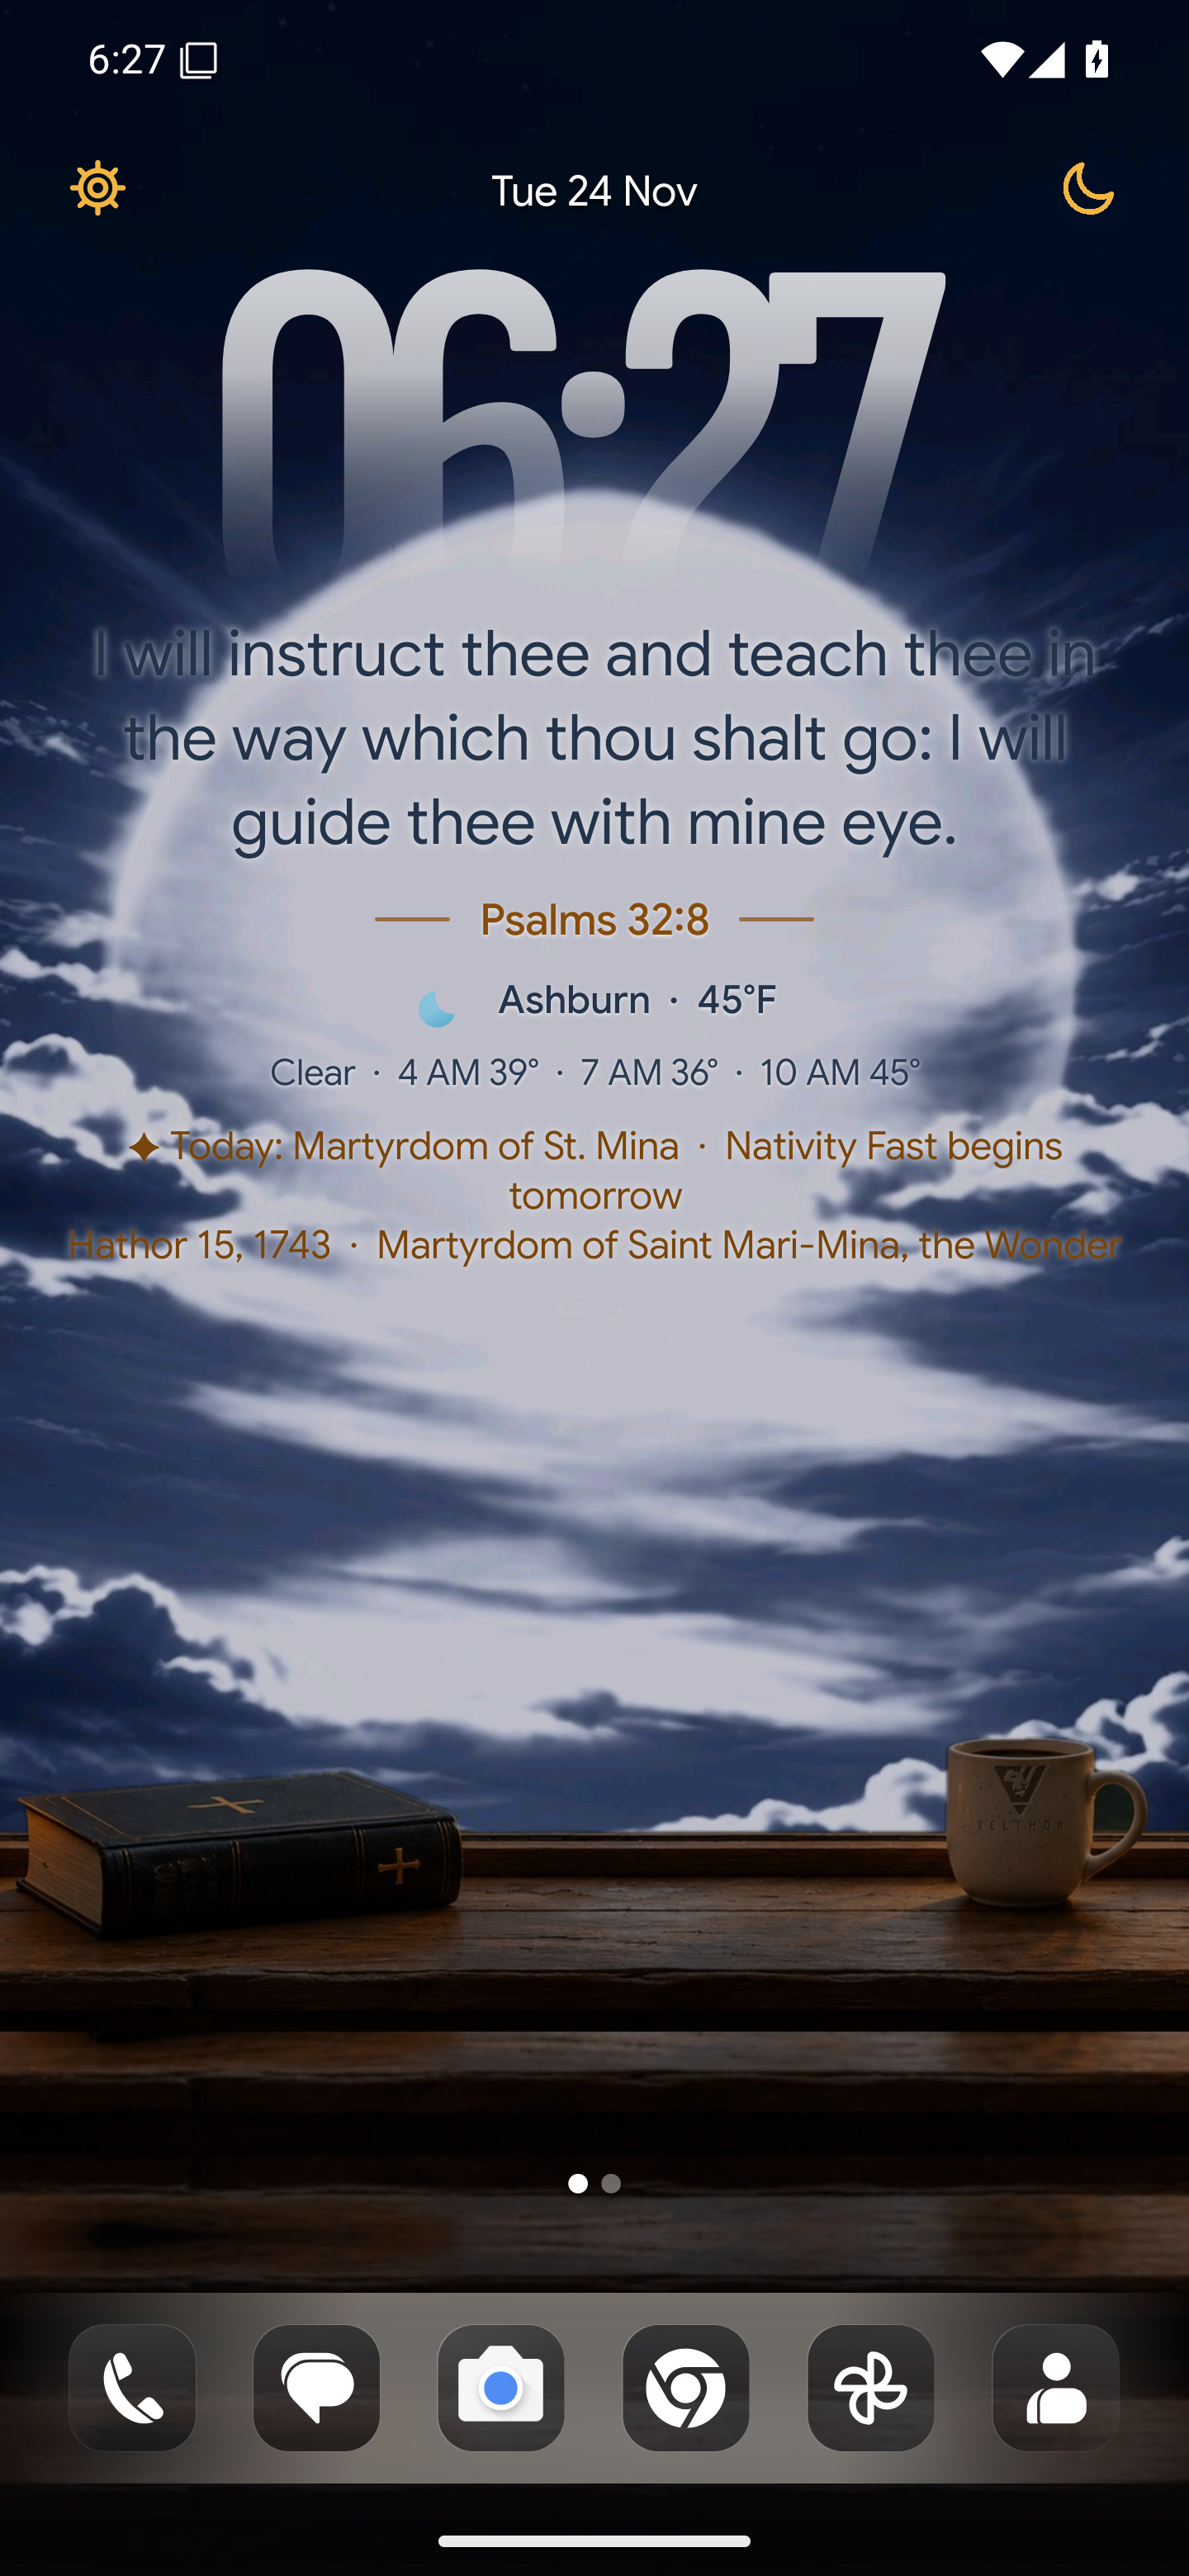 6:27
Tue 24 Nov
06:27
I will instruct thee and teach thee in
the way which thou shalt go: I will
guide thee with mine eye.
Psalms 32:8
Ashburn · 45°F
Clear · 4 AM 39° · 7 AM 36° · 10 AM 45°
✦ Today: Martyrdom of St. Mina · Nativity Fast begins
tomorrow
Hathor 15, 1743 · Martyrdom of Saint Mari-Mina, the Wonder
VELTHON